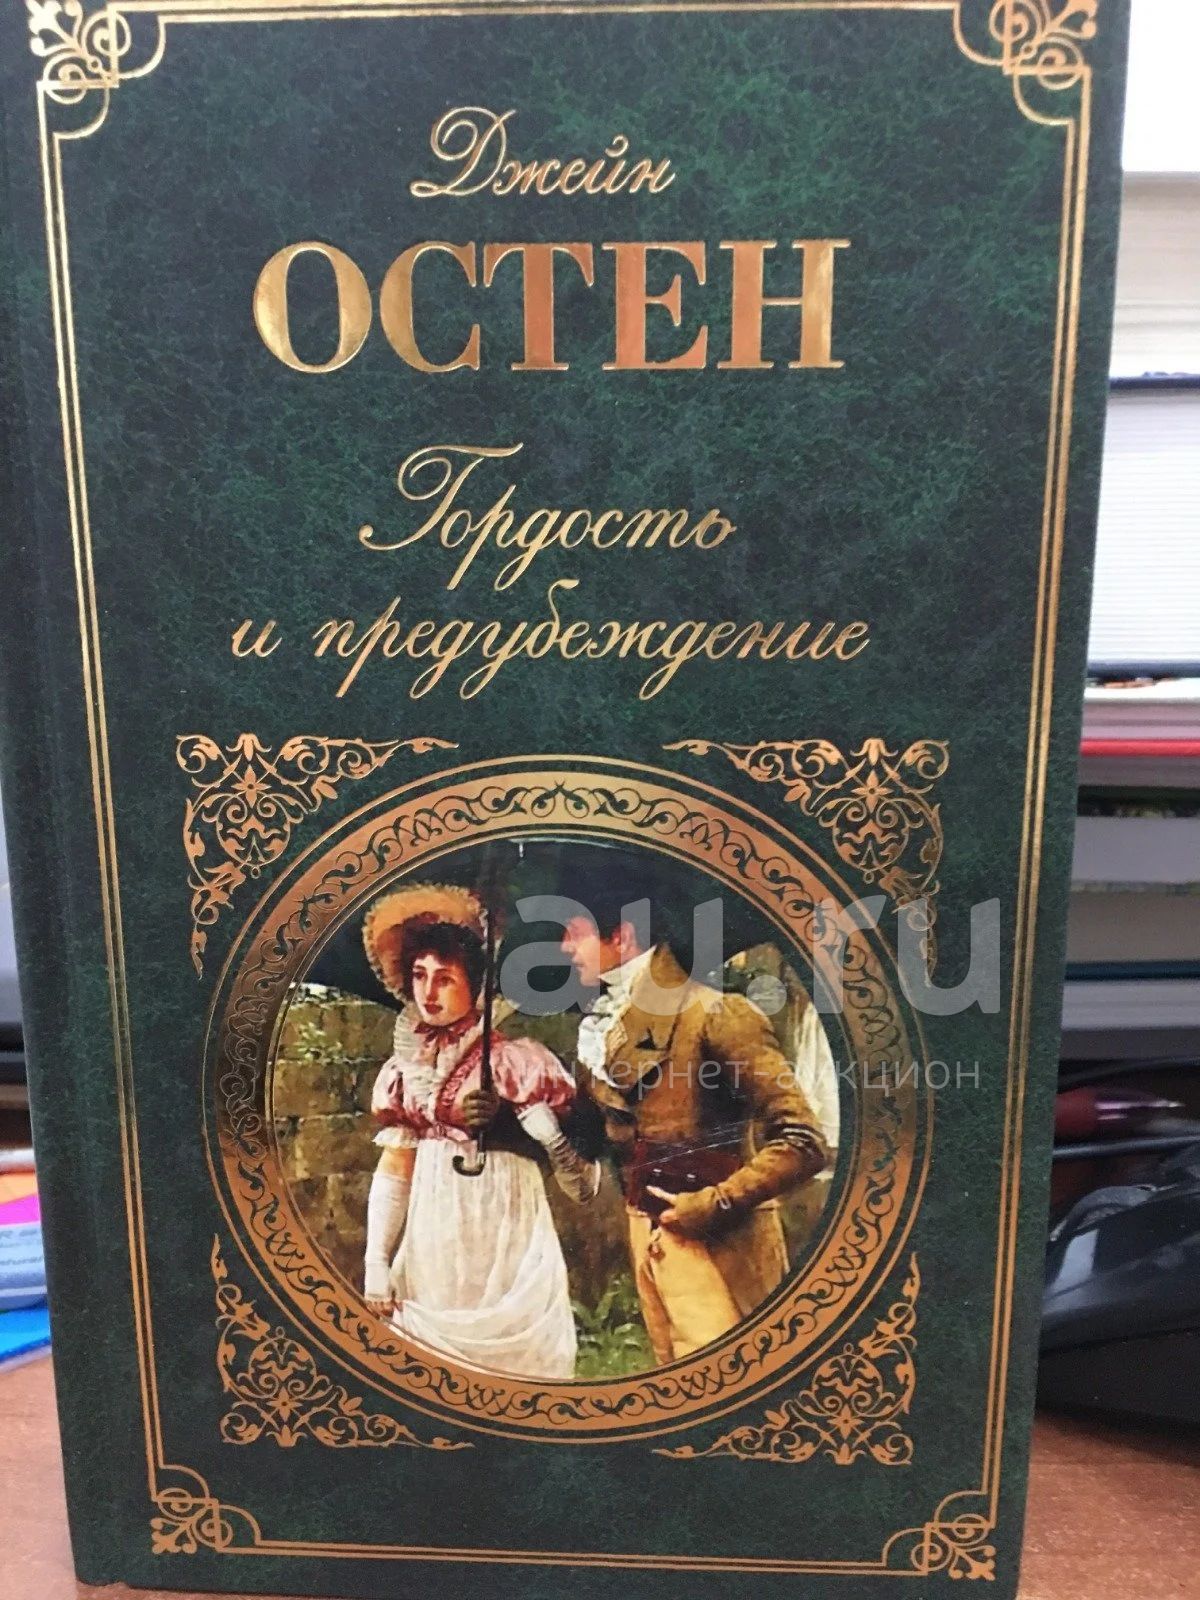 Джейн
ОСТЕН
Гордость
и предубеждение
au.ru
интернет-аукцион